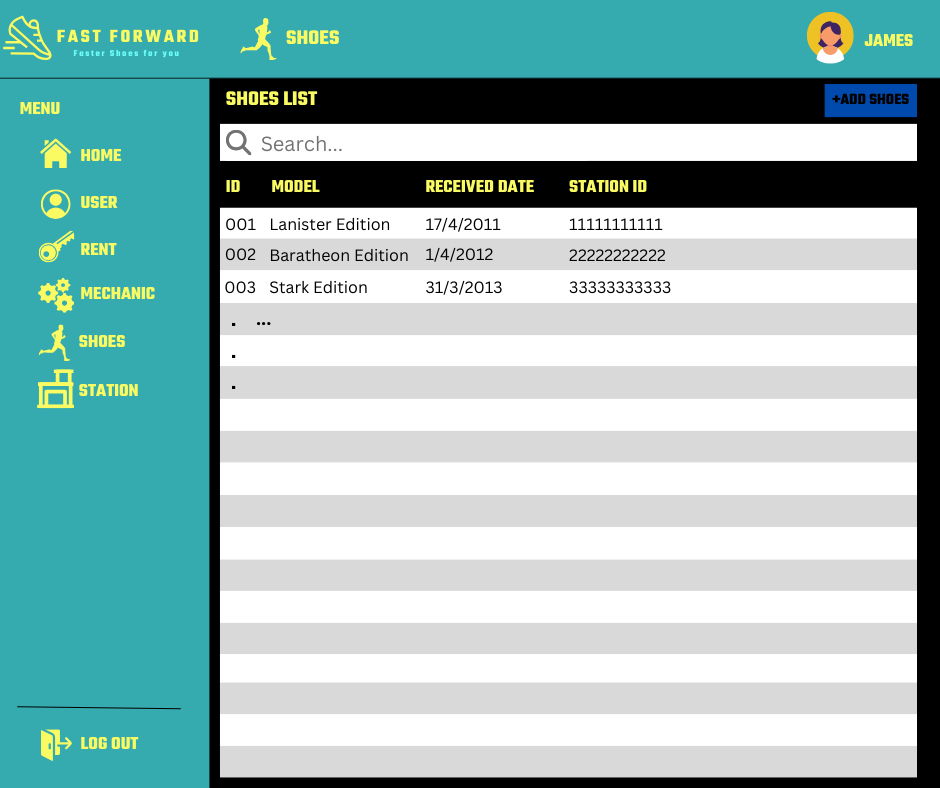 FAST FORWARD
Faster Shoes for you
SHOES
JAMES
MENU
HOME
USER
RENT
MECHANIC
SHOES
STATION
LOG OUT
SHOES LIST
+ADD SHOES
Search...
ID MODEL RECEIVED DATE STATION ID
001 Lanister Edition 17/4/2011 11111111111
002 Baratheon Edition 1/4/2012 22222222222
003 Stark Edition 31/3/2013 33333333333
. ...
.
.